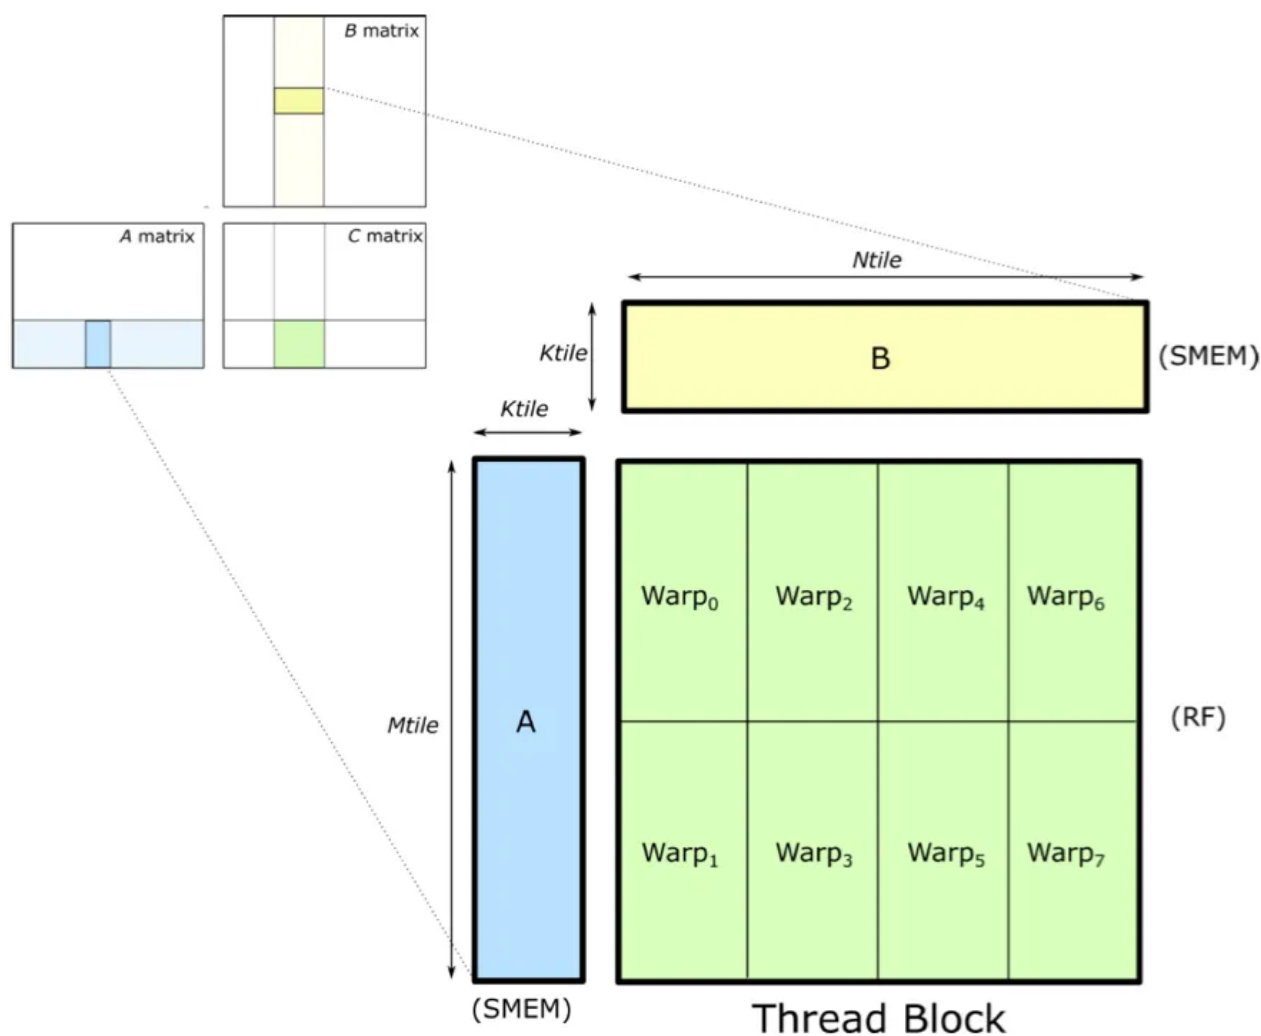 B matrix
A matrix
C matrix
Ntile
Ktile
B
(SMEM)
Ktile
Mtile
A
Warp0 Warp2 Warp4 Warp6
(RF)
Warp1 Warp3 Warp5 Warp7
(SMEM)
Thread Block